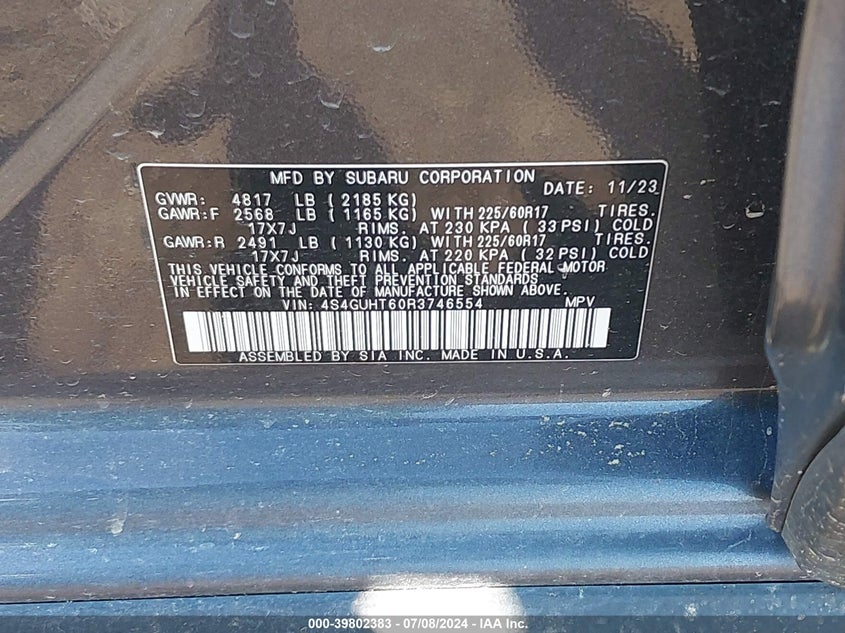 MFD BY SUBARU CORPORATION DATE: 11/23
GVWR: 4817 LB (2185 KG)
GAWR:F 2568 LB (1165 KG) WITH 225/60R17 TIRES.
17X7J RIMS. AT 230 KPA (33 PSI) COLD
GAWR:R 2491 LB (1130 KG) WITH 225/60R17 TIRES.
17X7J RIMS. AT 220 KPA (32 PSI) COLD
THIS VEHICLE CONFORMS TO ALL APPLICABLE FEDERAL MOTOR
VEHICLE SAFETY AND THEFT PREVENTION STANDARDS
IN EFFECT ON THE DATE OF MANUFACTURE SHOWN ABOVE.
VIN: 4S4GUHT60R3746554 MPV
ASSEMBLED BY SIA INC. MADE IN U.S.A.
000-39802383 - 07/08/2024 - IAAI.COM